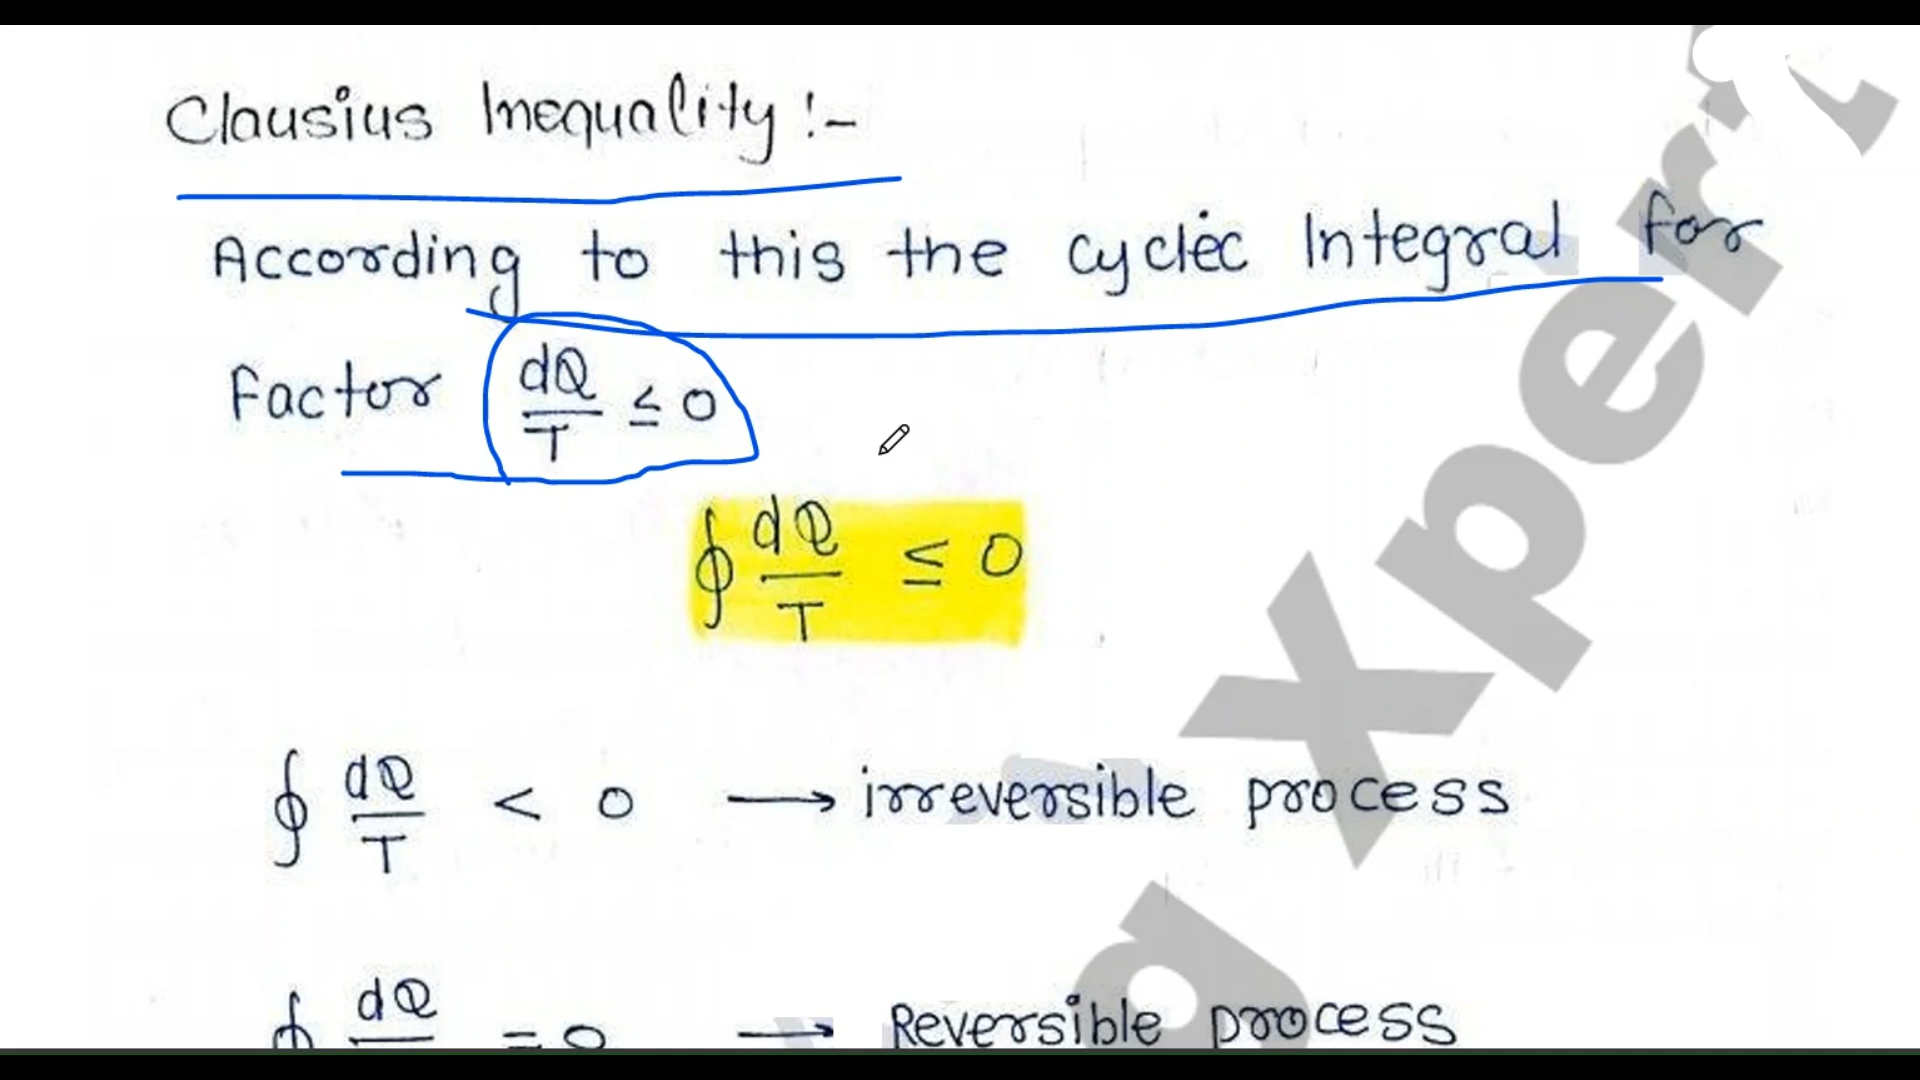 Clausius Inequality :-
According to this the cyclic Integral for
Factor dQ/T ≤ 0
∮ dQ/T ≤ 0
∮ dQ/T < 0 → irreversible process
∮ dQ/T = 0 → Reversible process
g Xpert